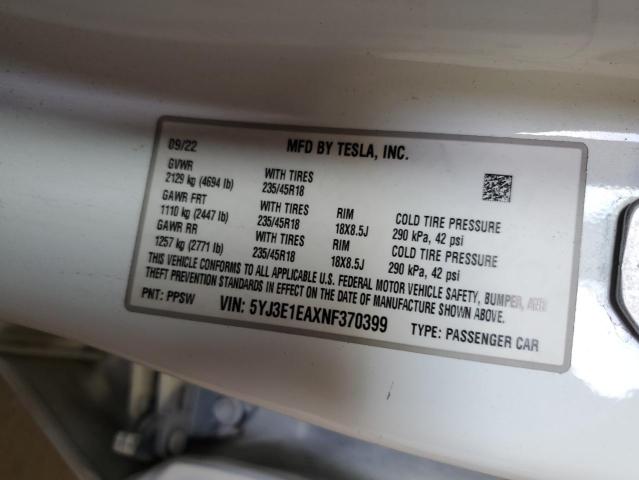 09/22 MFD BY TESLA, INC.
GVWR WITH TIRES
2129 kg (4694 lb) 235/45R18
GAWR FRT WITH TIRES RIM COLD TIRE PRESSURE
1110 kg (2447 lb) 235/45R18 18X8.5J 290 kPa, 42 psi
GAWR RR WITH TIRES RIM COLD TIRE PRESSURE
1257 kg (2771 lb) 235/45R18 18X8.5J 290 kPa, 42 psi
THIS VEHICLE CONFORMS TO ALL APPLICABLE U.S. FEDERAL MOTOR VEHICLE SAFETY, BUMPER, AND
THEFT PREVENTION STANDARDS IN EFFECT ON THE DATE OF MANUFACTURE SHOWN ABOVE.
PNT: PPSW VIN: 5YJ3E1EAXNF370399 TYPE: PASSENGER CAR